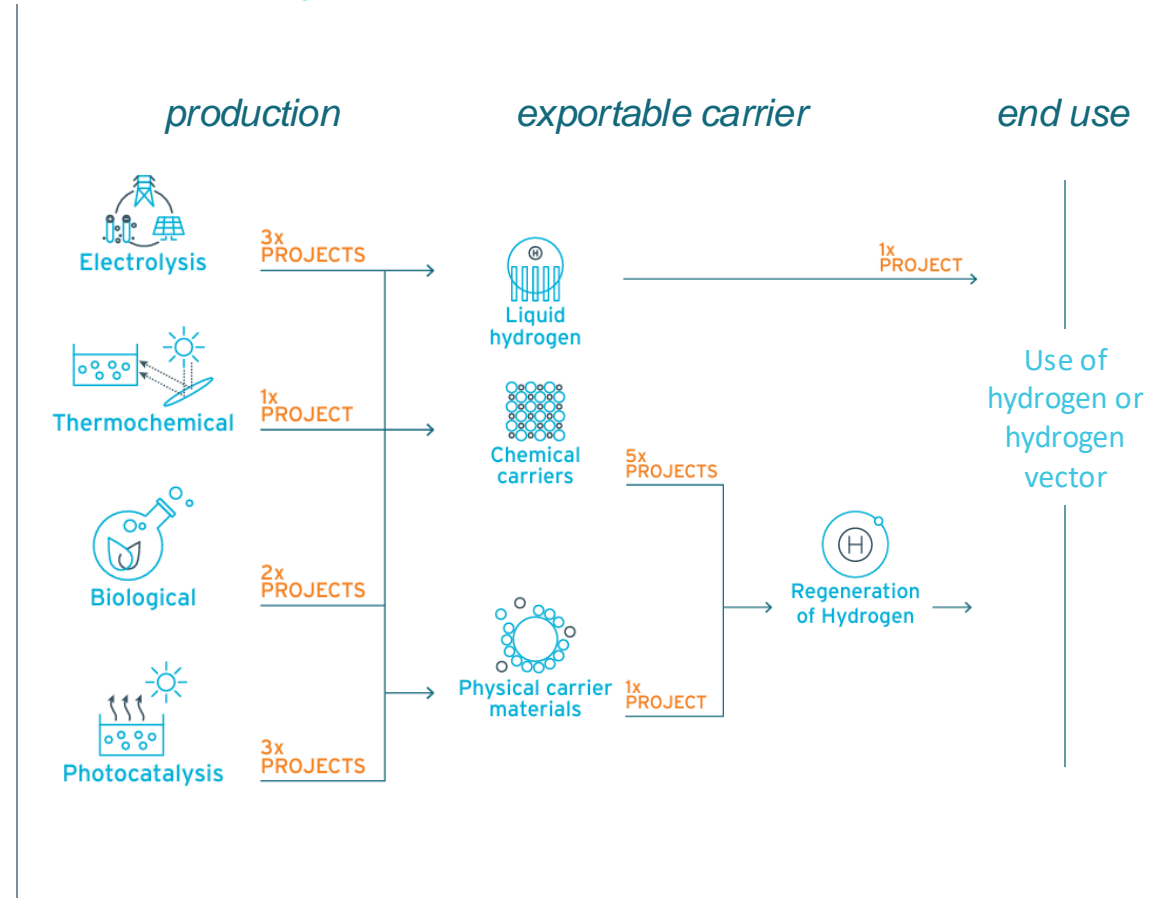 production
exportable carrier
end use
Electrolysis
3x
PROJECTS
Thermochemical
1x
PROJECT
Biological
2x
PROJECTS
Photocatalysis
3x
PROJECTS
H
Liquid
hydrogen
1x
PROJECT
Chemical
carriers
5x
PROJECTS
Physical carrier
materials
1x
PROJECT
H
Regeneration
of Hydrogen
Use of
hydrogen or
hydrogen
vector